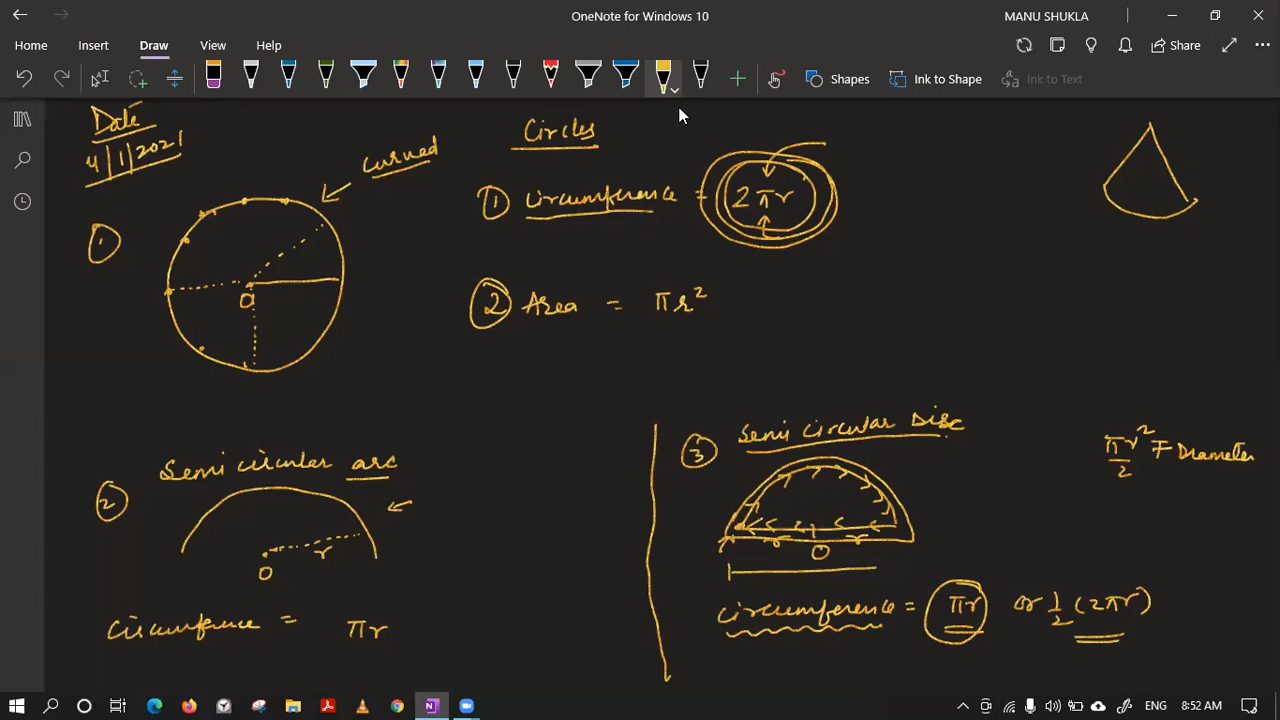 OneNote for Windows 10
MANU SHUKLA
Home Insert Draw View Help
Share
Shapes Ink to Shape Ink to Text
Date
4|1|2021
Circles
curved
1
① Circumference = 2πr
O
② Area = πr²
Semi circular arc
2
r
O
Circumfence = πr
③ Semi Circular Disc
r O r
circumference = πr or 1/2 (2πr)
πr²/2 Diameter
ENG 8:52 AM